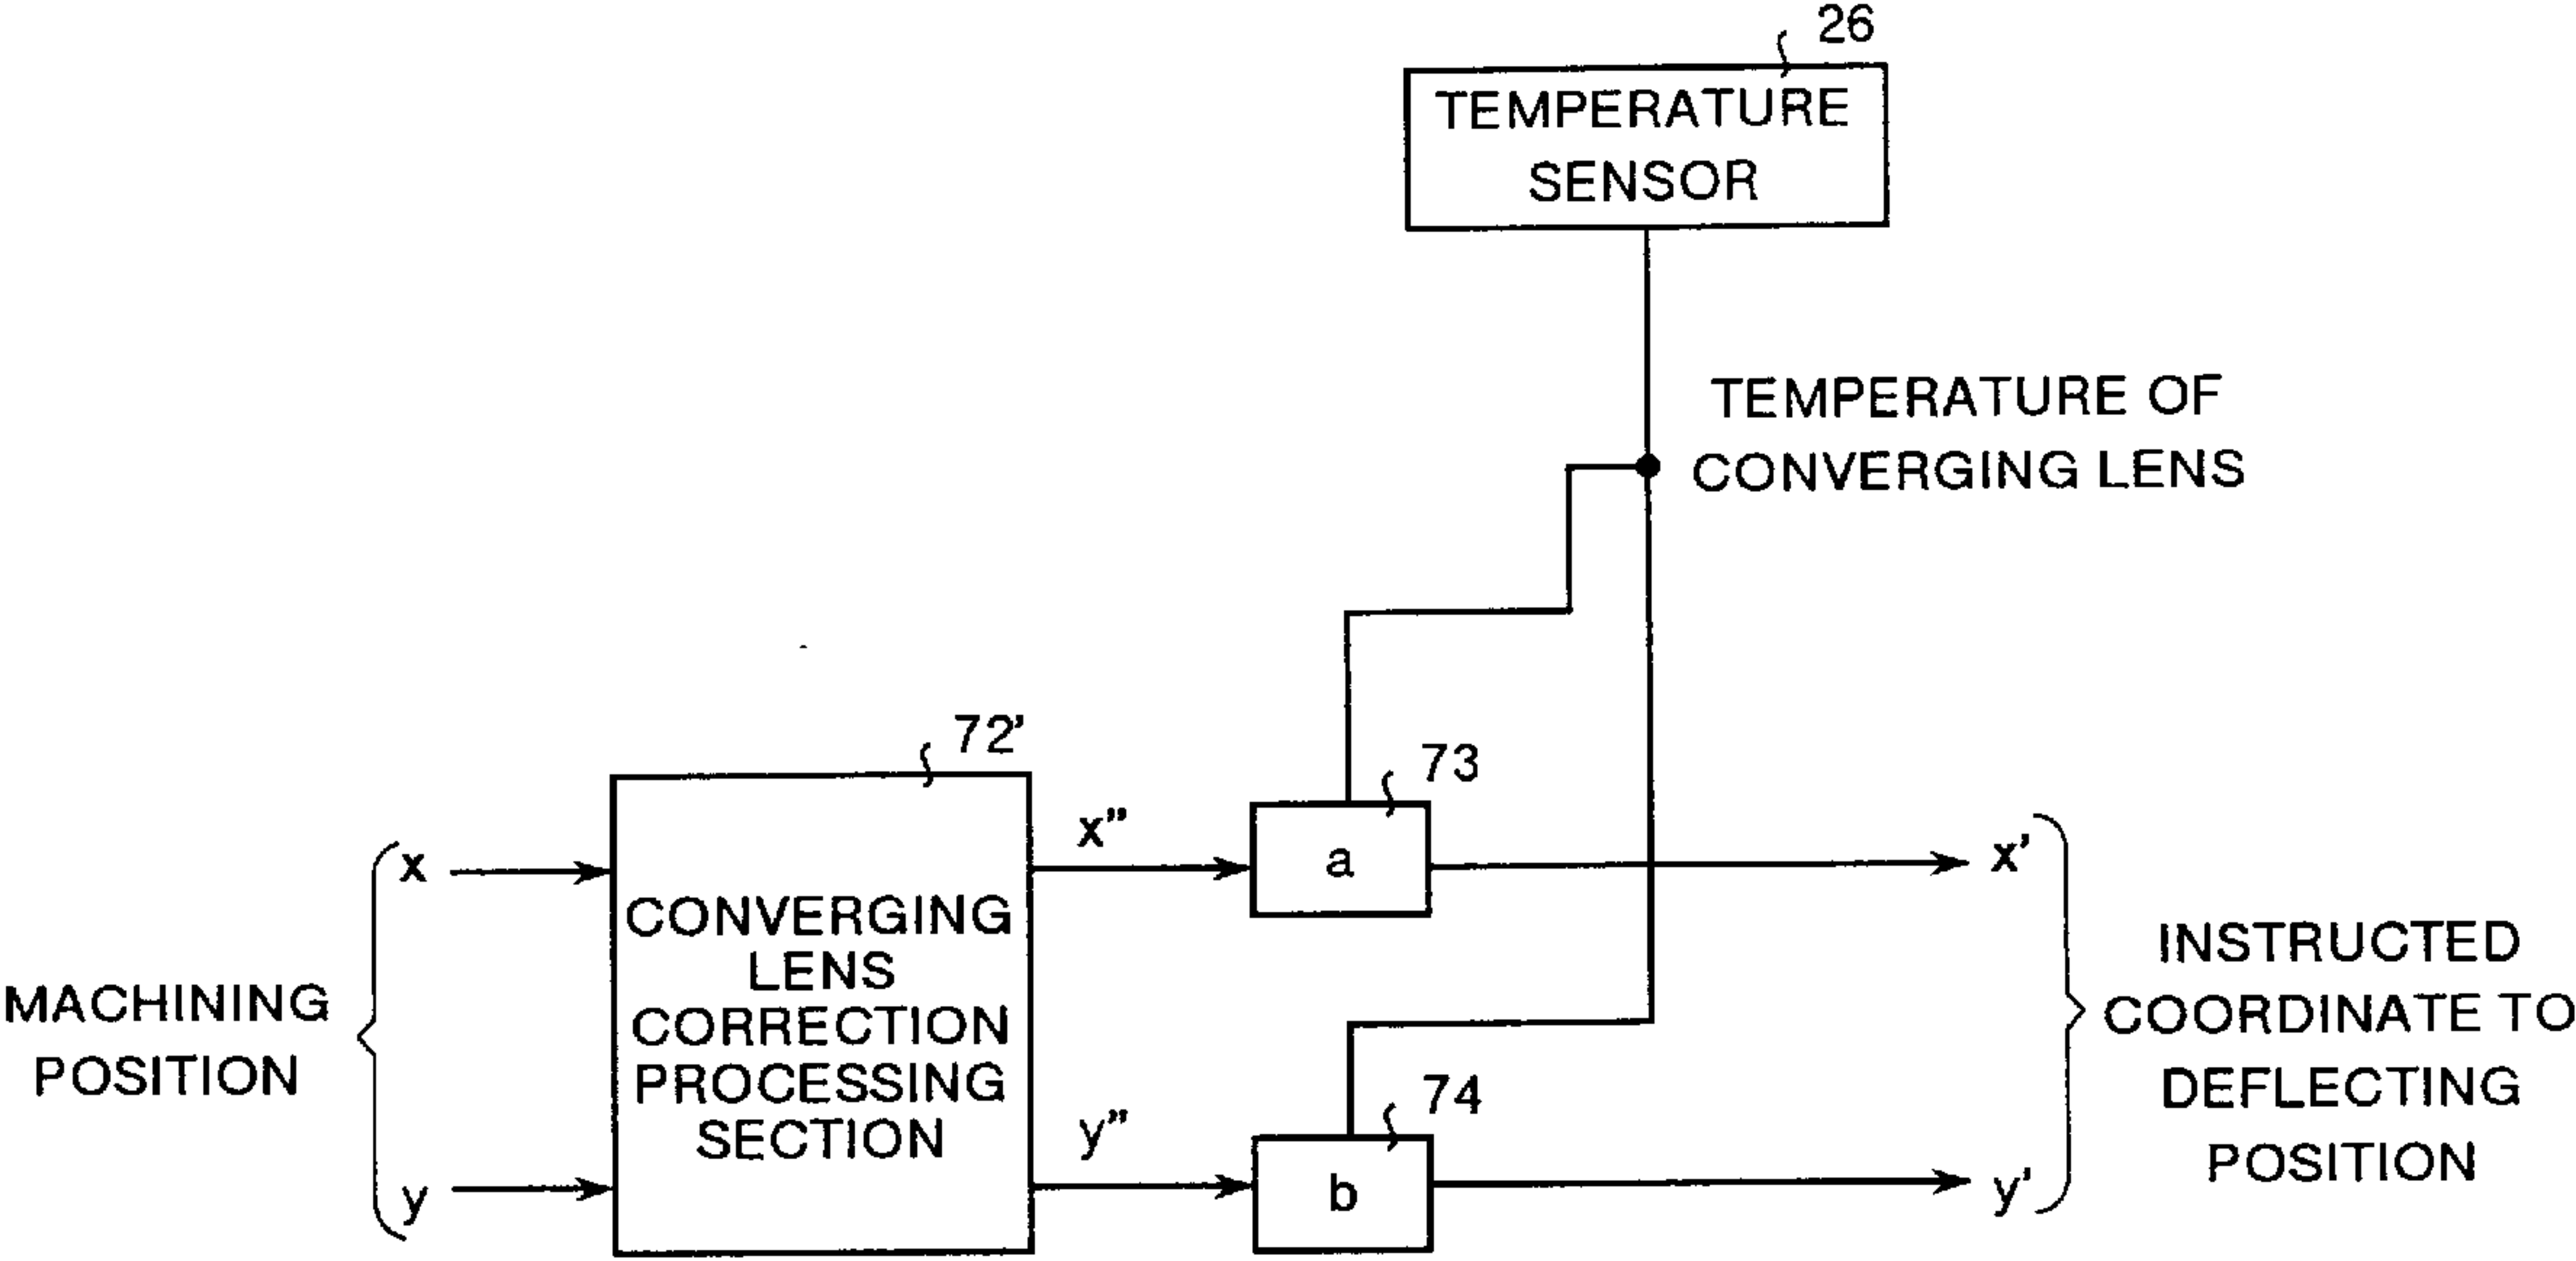 26
TEMPERATURE
SENSOR
TEMPERATURE OF
CONVERGING LENS
72'
73
x"
x
a
x'
CONVERGING
LENS
CORRECTION
PROCESSING
SECTION
MACHINING
POSITION
INSTRUCTED
COORDINATE TO
DEFLECTING
POSITION
74
y"
y
b
y'